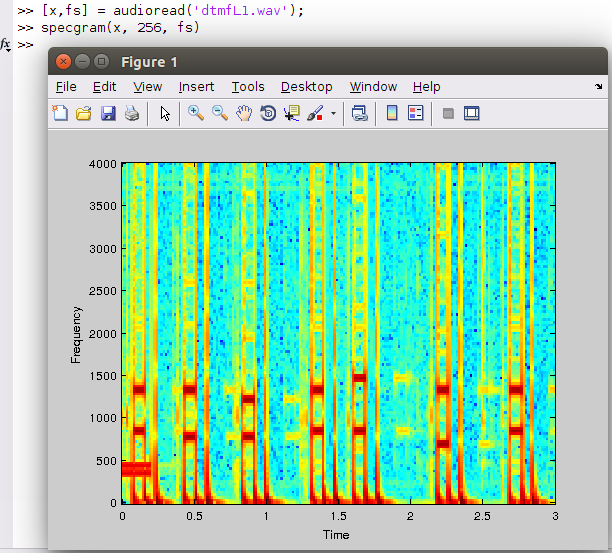 >> [x,fs] = audioread('dtmfL1.wav');
>> specgram(x, 256, fs)
fx >>
Figure 1
File Edit View Insert Tools Desktop Window Help
4000
3500
3000
2500
2000
1500
1000
500
0
Frequency
0 0.5 1 1.5 2 2.5 3
Time